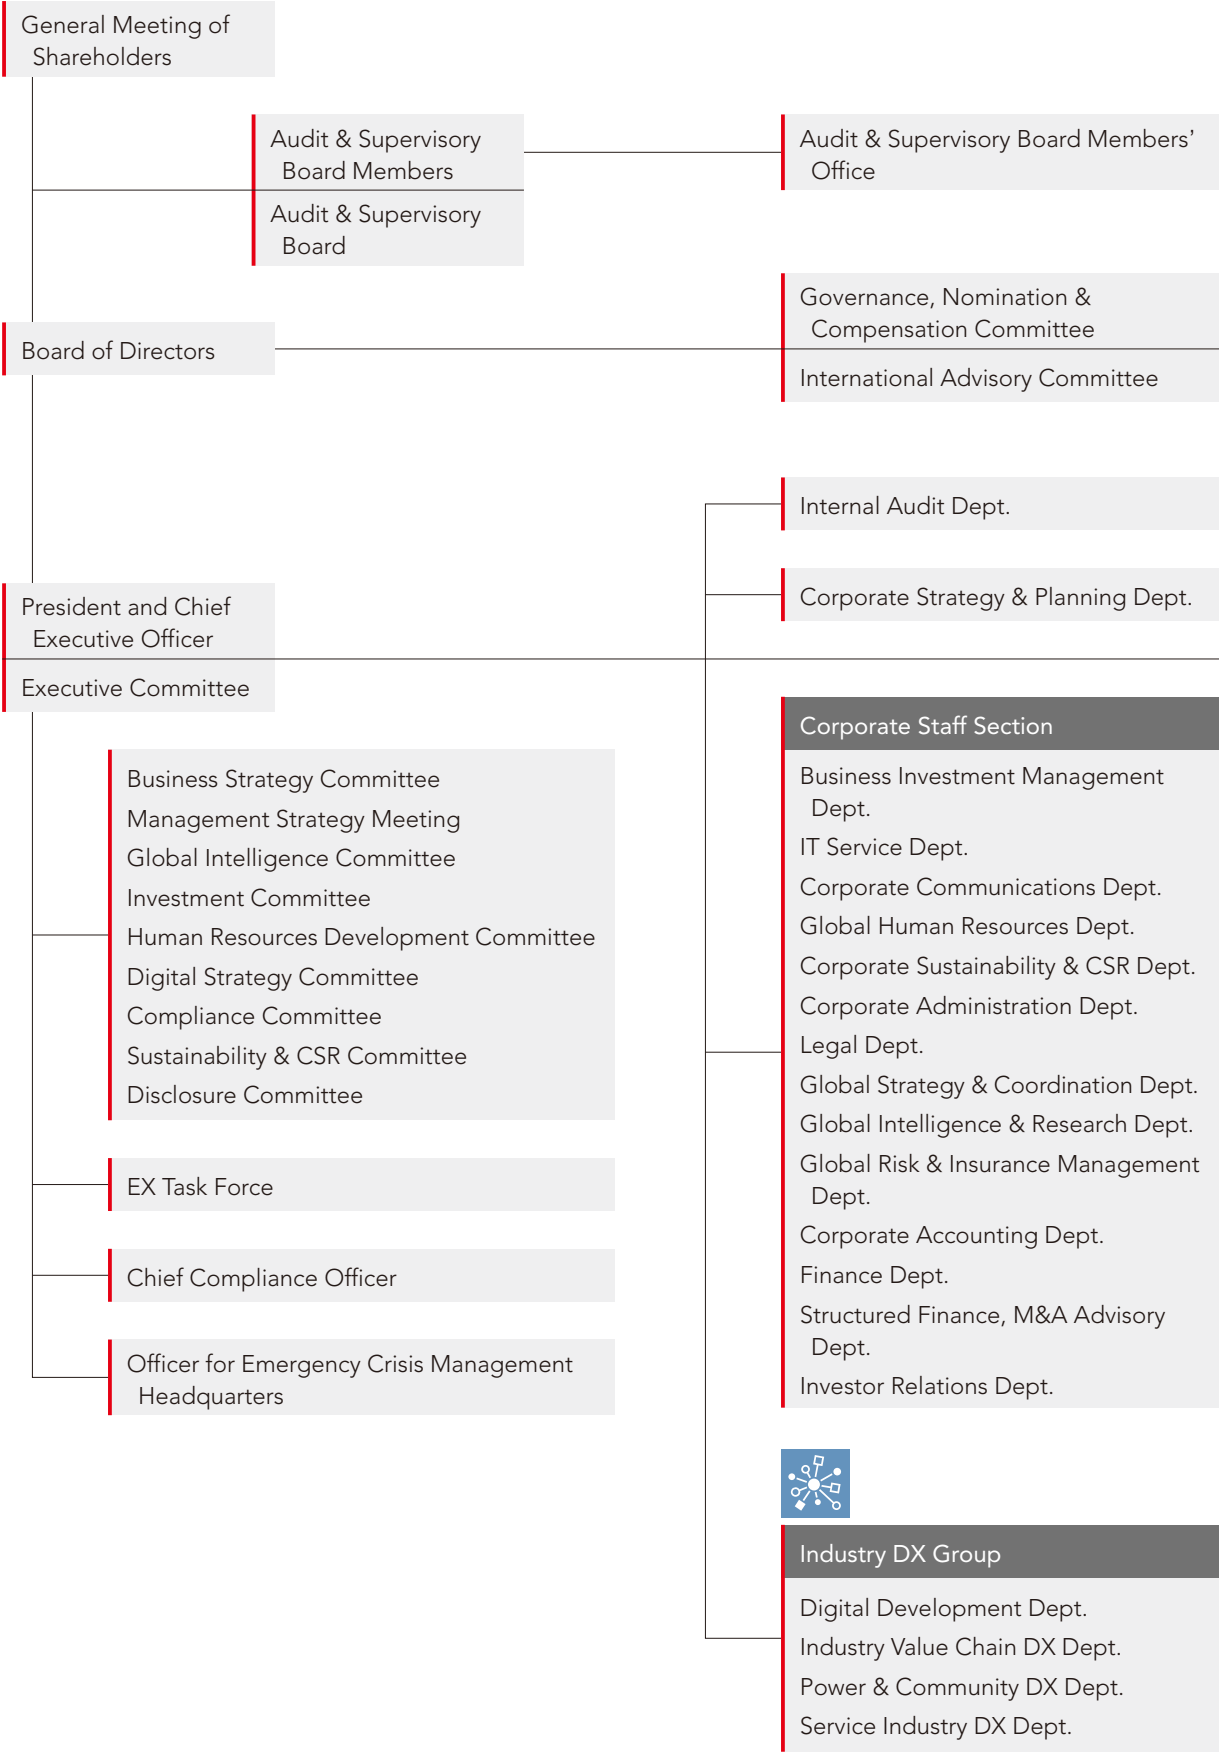 General Meeting of
Shareholders
Audit & Supervisory
Board Members
Audit & Supervisory
Board
Audit & Supervisory Board Members’
Office
Board of Directors
Governance, Nomination &
Compensation Committee
International Advisory Committee
Internal Audit Dept.
Corporate Strategy & Planning Dept.
President and Chief
Executive Officer
Executive Committee
Business Strategy Committee
Management Strategy Meeting
Global Intelligence Committee
Investment Committee
Human Resources Development Committee
Digital Strategy Committee
Compliance Committee
Sustainability & CSR Committee
Disclosure Committee
EX Task Force
Chief Compliance Officer
Officer for Emergency Crisis Management
Headquarters
Corporate Staff Section
Business Investment Management
Dept.
IT Service Dept.
Corporate Communications Dept.
Global Human Resources Dept.
Corporate Sustainability & CSR Dept.
Corporate Administration Dept.
Legal Dept.
Global Strategy & Coordination Dept.
Global Intelligence & Research Dept.
Global Risk & Insurance Management
Dept.
Corporate Accounting Dept.
Finance Dept.
Structured Finance, M&A Advisory
Dept.
Investor Relations Dept.
Industry DX Group
Digital Development Dept.
Industry Value Chain DX Dept.
Power & Community DX Dept.
Service Industry DX Dept.